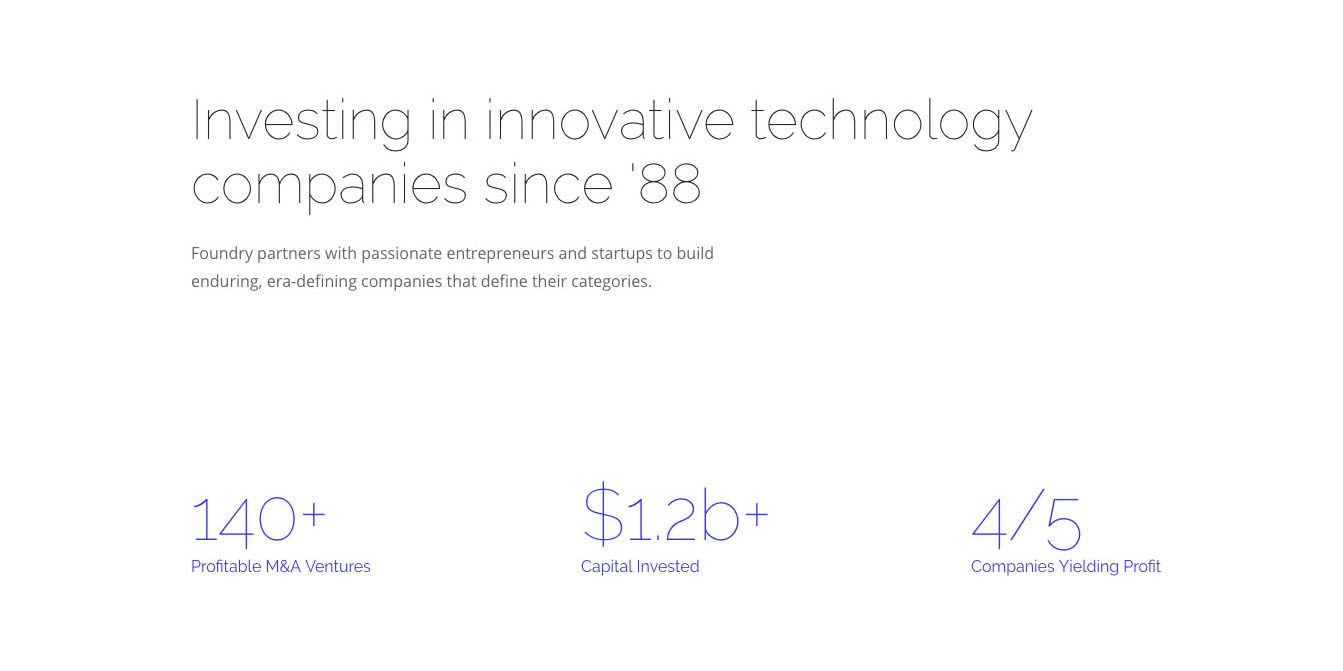 Investing in innovative technology
companies since '88
Foundry partners with passionate entrepreneurs and startups to build
enduring, era-defining companies that define their categories.
140+
$1.2b+
4/5
Profitable M&A Ventures
Capital Invested
Companies Yielding Profit